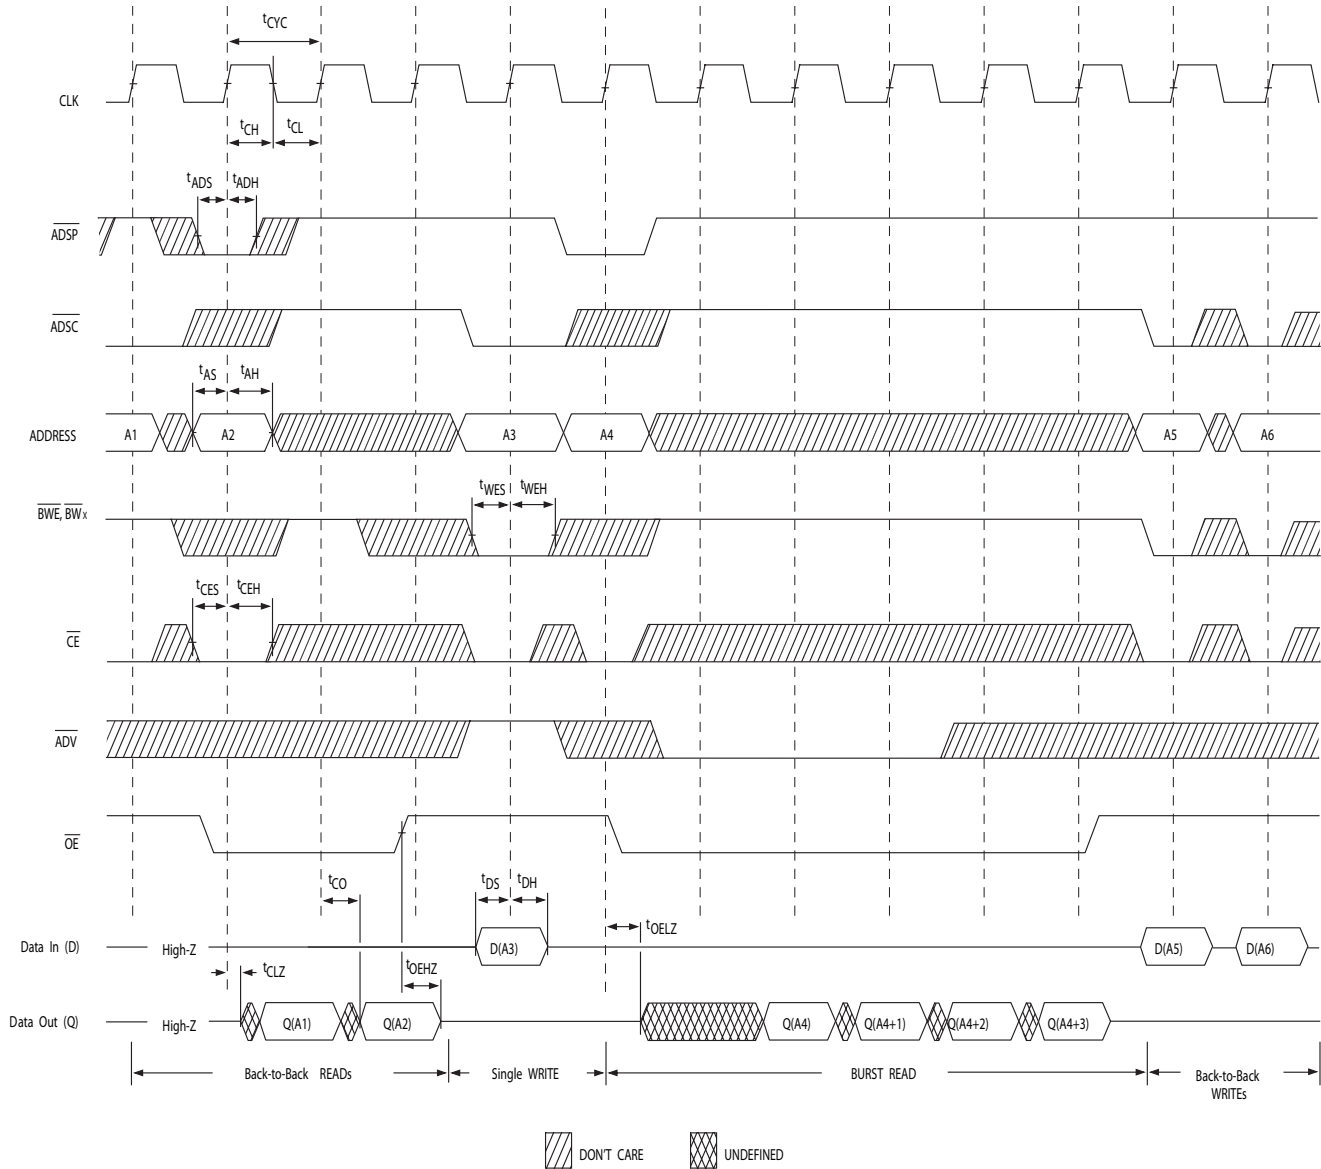 tCYC
CLK
tCH
tCL
tADS
tADH
ADSP
ADSC
tAS
tAH
ADDRESS
A1
A2
A3
A4
A5
A6
tWES
tWEH
BWE, BWx
tCES
tCEH
CE
ADV
OE
tCO
tDS
tDH
tOELZ
Data In (D)
High-Z
D(A3)
D(A5)
D(A6)
tCLZ
tOEHZ
Data Out (Q)
High-Z
Q(A1)
Q(A2)
Q(A4)
Q(A4+1)
Q(A4+2)
Q(A4+3)
Back-to-Back READs
Single WRITE
BURST READ
Back-to-Back
WRITEs
DON'T CARE
UNDEFINED